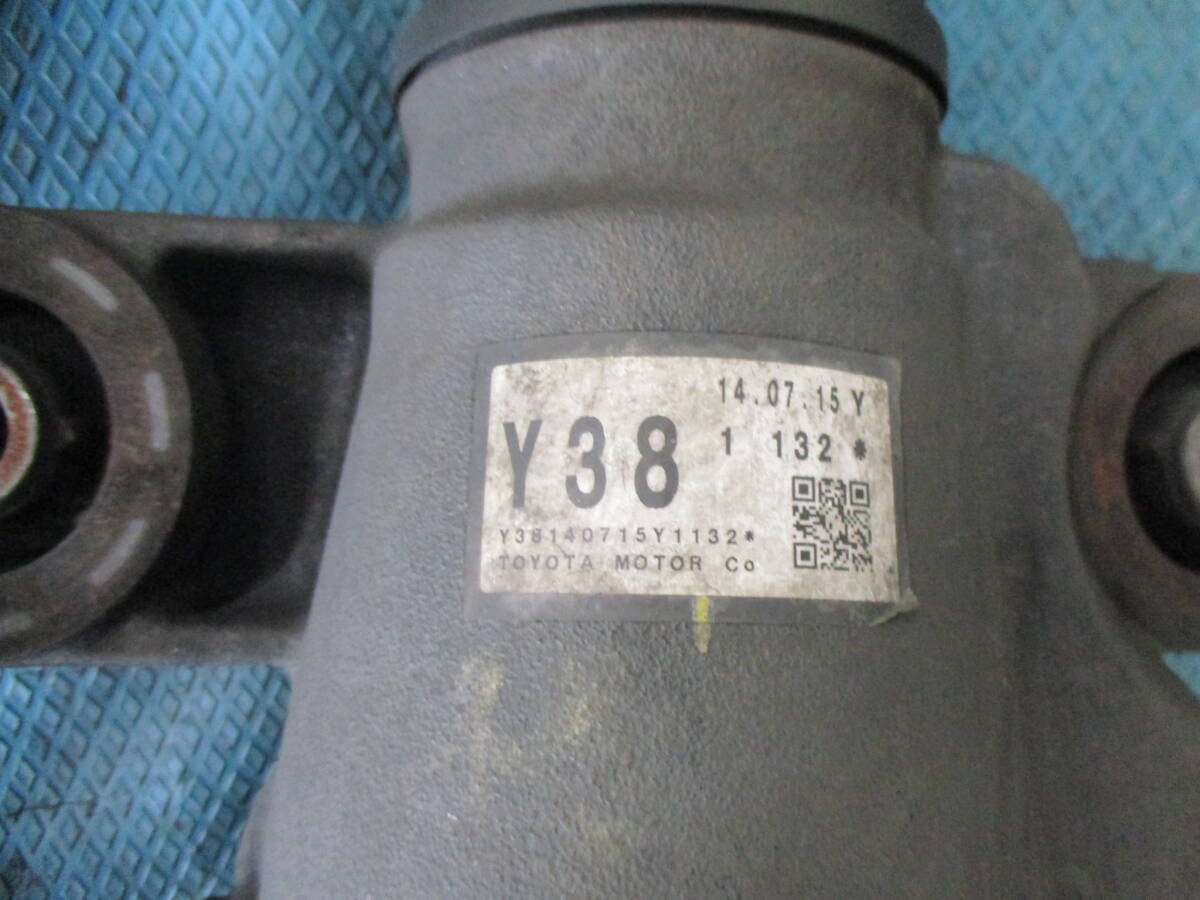 14.07.15 Y
Y38 1 132*
Y38140715Y1132*
TOYOTA MOTOR Co